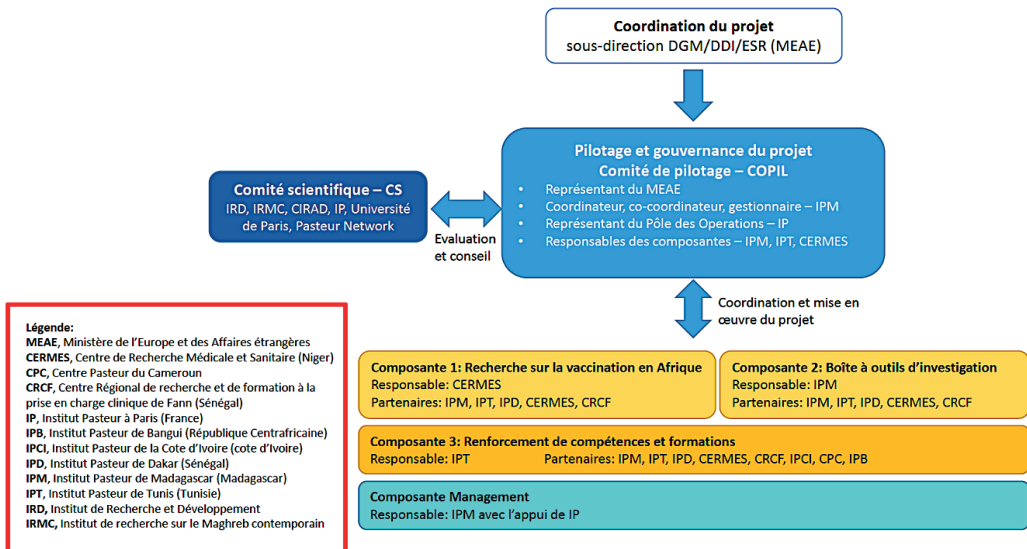 Coordination du projet
sous-direction DGM/DDI/ESR (MEAE)
Pilotage et gouvernance du projet
Comité de pilotage – COPIL
• Représentant du MEAE
• Coordinateur, co-coordinateur, gestionnaire – IPM
• Représentant du Pôle des Operations – IP
• Responsables des composantes – IPM, IPT, CERMES
Comité scientifique – CS
IRD, IRMC, CIRAD, IP, Université
de Paris, Pasteur Network
Evaluation
et conseil
Coordination et mise en
œuvre du projet
Légende:
MEAE, Ministère de l'Europe et des Affaires étrangères
CERMES, Centre de Recherche Médicale et Sanitaire (Niger)
CPC, Centre Pasteur du Cameroun
CRCF, Centre Régional de recherche et de formation à la
prise en charge clinique de Fann (Sénégal)
IP, Institut Pasteur à Paris (France)
IPB, Institut Pasteur de Bangui (République Centrafricaine)
IPCI, Institut Pasteur de la Cote d'Ivoire (cote d'Ivoire)
IPD, Institut Pasteur de Dakar (Sénégal)
IPM, Institut Pasteur de Madagascar (Madagascar)
IPT, Institut Pasteur de Tunis (Tunisie)
IRD, Institut de Recherche et Développement
IRMC, Institut de recherche sur le Maghreb contemporain
Composante 1: Recherche sur la vaccination en Afrique
Responsable: CERMES
Partenaires: IPM, IPT, IPD, CERMES, CRCF
Composante 2: Boîte à outils d'investigation
Responsable: IPM
Partenaires: IPM, IPT, IPD, CERMES, CRCF
Composante 3: Renforcement de compétences et formations
Responsable: IPT Partenaires: IPM, IPT, IPD, CERMES, CRCF, IPCI, CPC, IPB
Composante Management
Responsable: IPM avec l'appui de IP